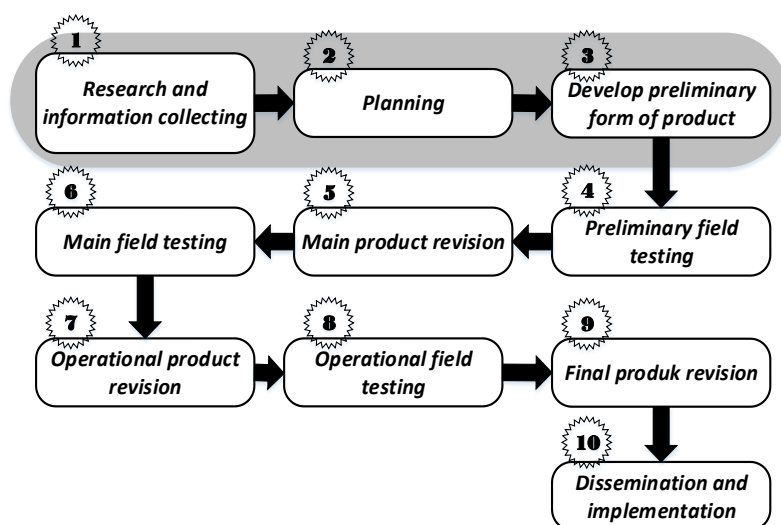 1
Research and
information collecting
2
Planning
3
Develop preliminary
form of product
4
Preliminary field
testing
5
Main product revision
6
Main field testing
7
Operational product
revision
8
Operational field
testing
9
Final produk revision
10
Dissemination and
implementation